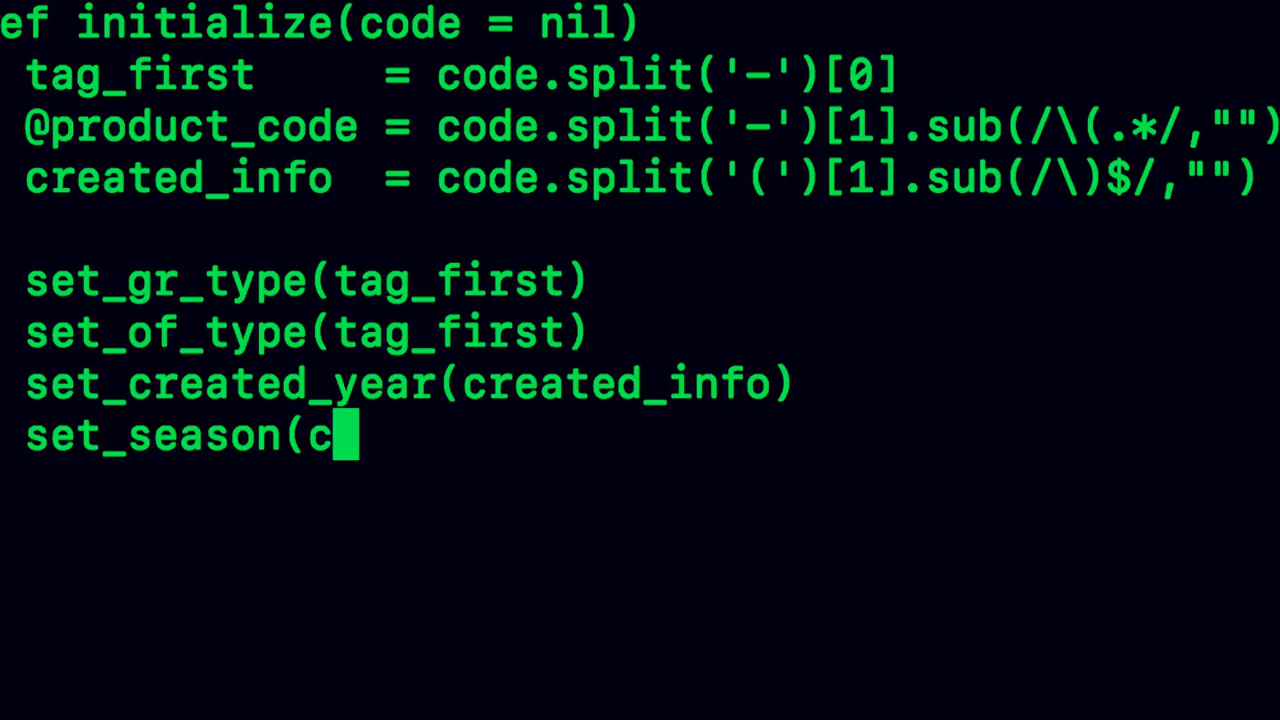 ef initialize(code = nil)
tag_first     = code.split('-')[0]
@product_code = code.split('-')[1].sub(/\(.*/,"")
created_info  = code.split('(')[1].sub(/\)$/,"")
set_gr_type(tag_first)
set_of_type(tag_first)
set_created_year(created_info)
set_season(c